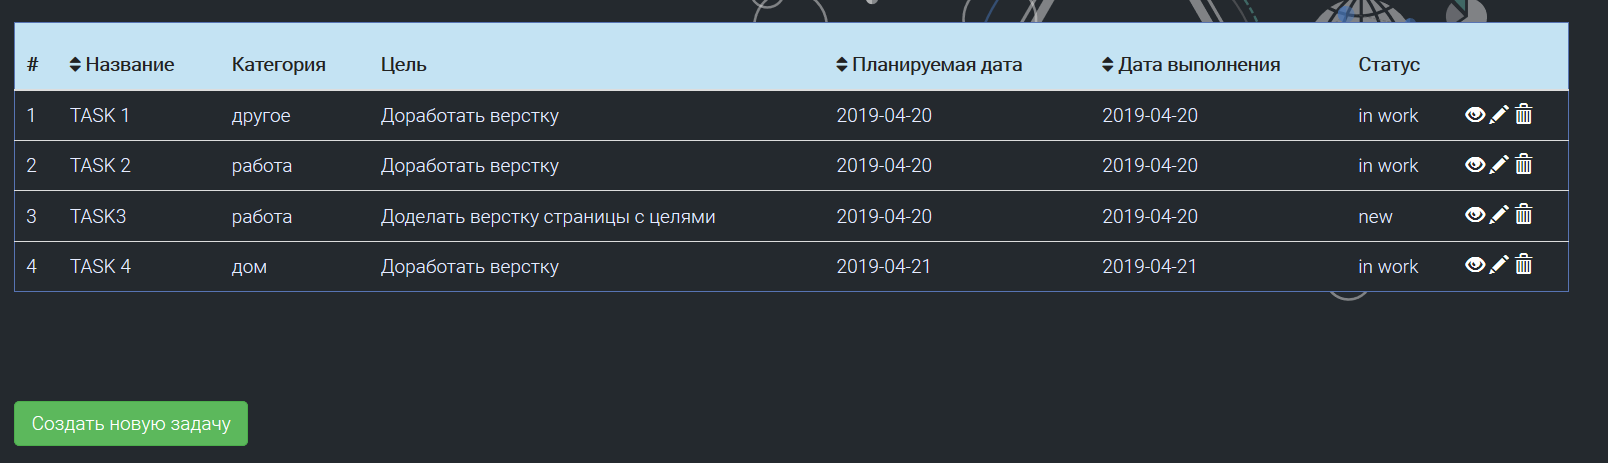 # Название Категория Цель Планируемая дата Дата выполнения Статус
1 TASK 1 другое Доработать верстку 2019-04-20 2019-04-20 in work
2 TASK 2 работа Доработать верстку 2019-04-20 2019-04-20 in work
3 TASK3 работа Доделать верстку страницы с целями 2019-04-20 2019-04-20 new
4 TASK 4 дом Доработать верстку 2019-04-21 2019-04-21 in work
Создать новую задачу